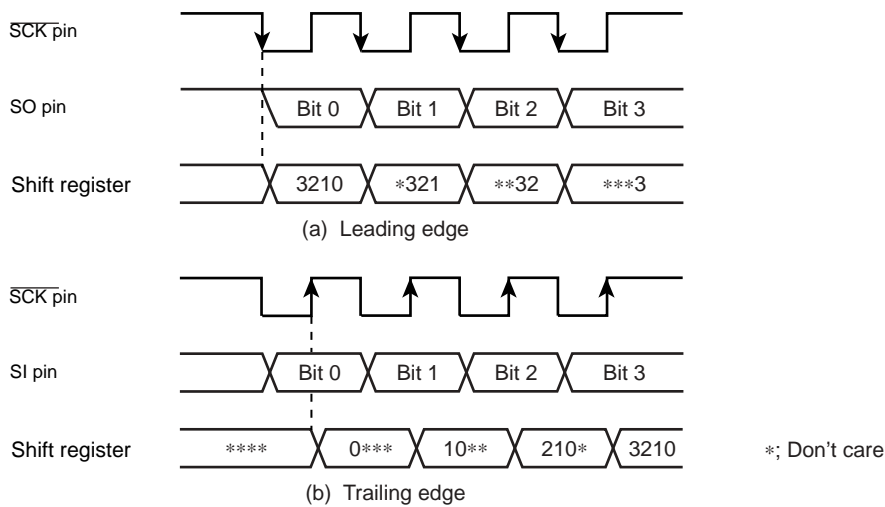 SCK pin
SO pin
Bit 0 Bit 1 Bit 2 Bit 3
Shift register
3210 *321 **32 ***3
(a) Leading edge
SCK pin
SI pin
Bit 0 Bit 1 Bit 2 Bit 3
Shift register
**** 0*** 10** 210* 3210
*; Don't care
(b) Trailing edge